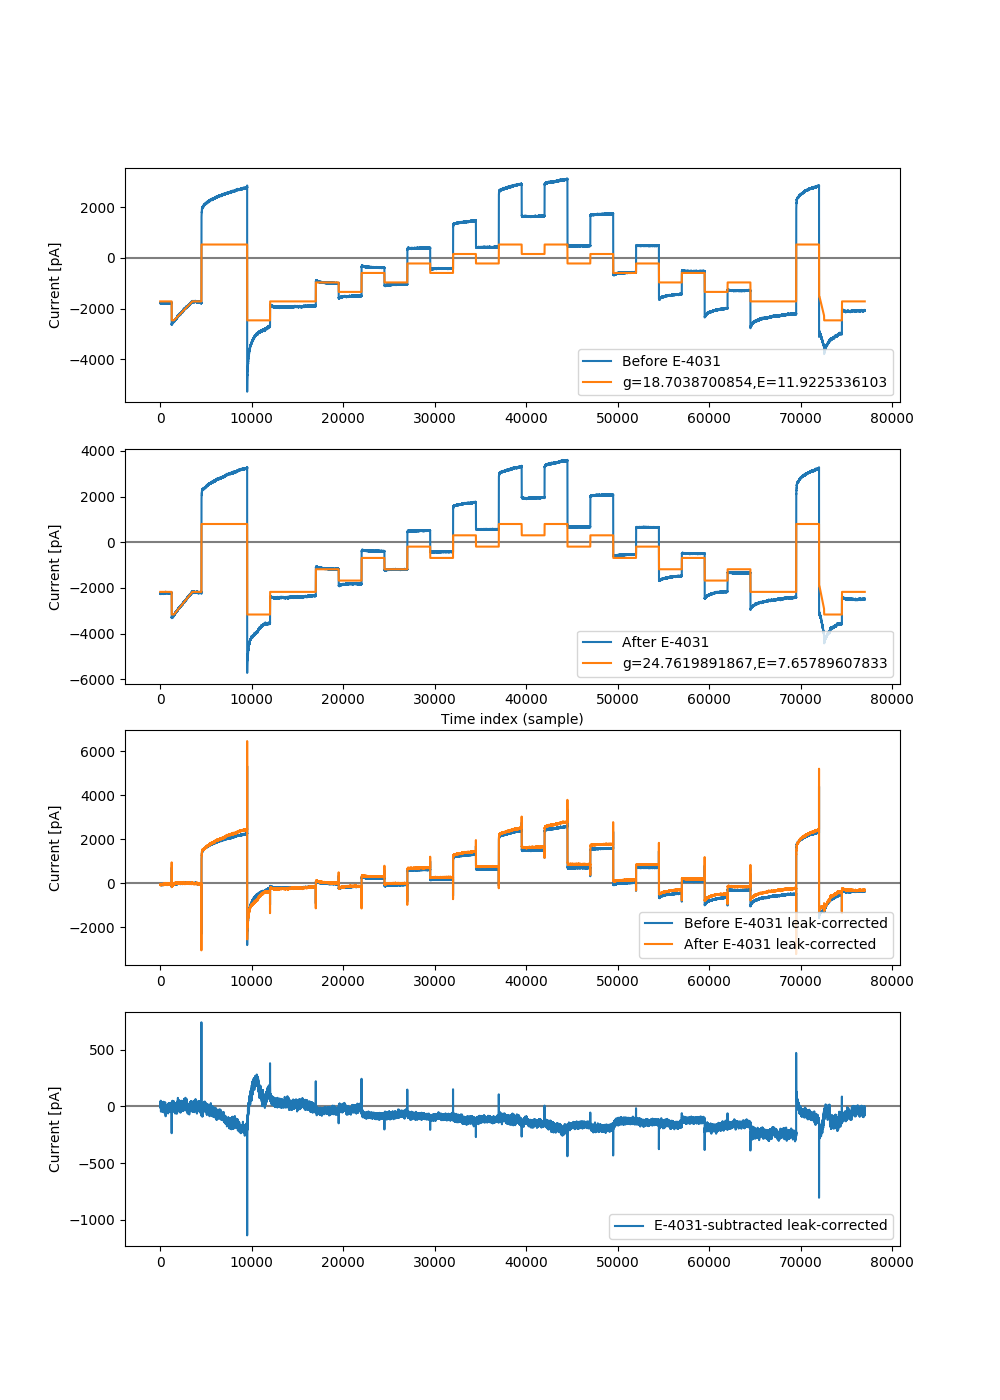 2000
0
−2000
−4000
Current [pA]
Before E-4031
g=18.7038700854,E=11.9225336103
0 10000 20000 30000 40000 50000 60000 70000 80000
4000
2000
0
−2000
−4000
−6000
Current [pA]
After E-4031
g=24.7619891867,E=7.65789607833
0 10000 20000 30000 40000 50000 60000 70000 80000
Time index (sample)
6000
4000
2000
0
−2000
Current [pA]
Before E-4031 leak-corrected
After E-4031 leak-corrected
0 10000 20000 30000 40000 50000 60000 70000 80000
500
0
−500
−1000
Current [pA]
E-4031-subtracted leak-corrected
0 10000 20000 30000 40000 50000 60000 70000 80000